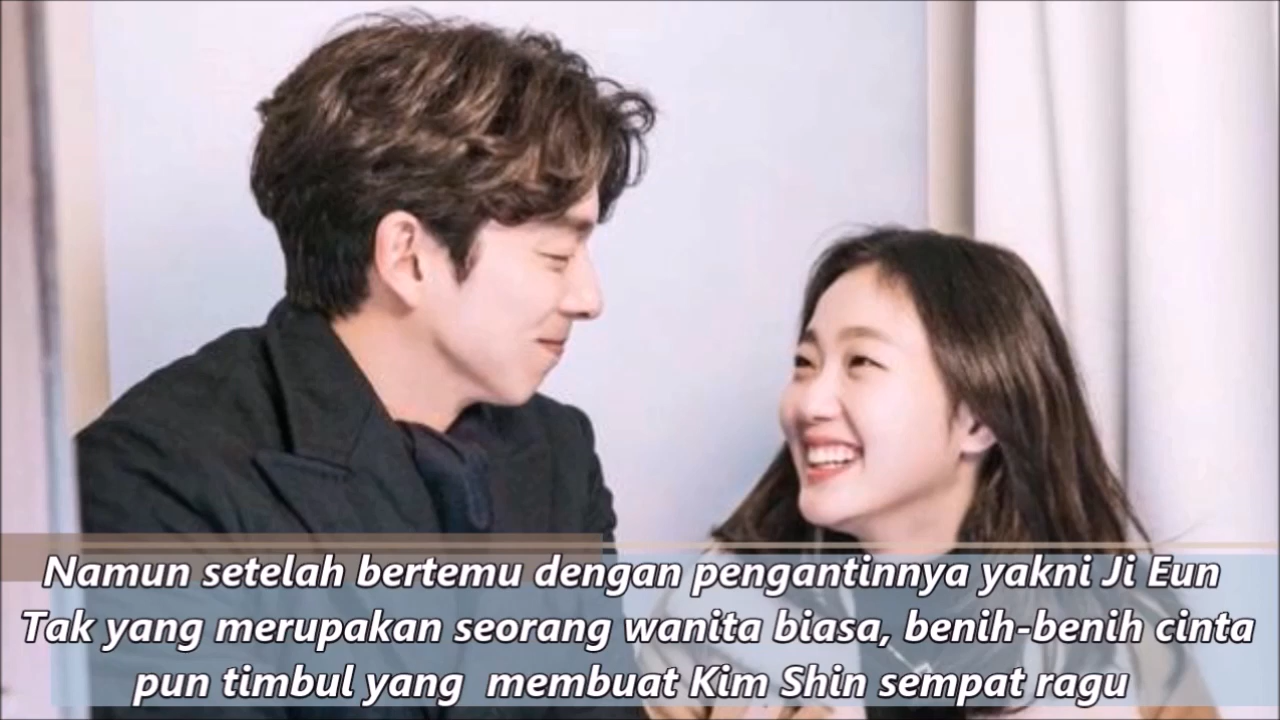 Namun setelah bertemu dengan pengantinnya yakni Ji Eun
Tak yang merupakan seorang wanita biasa, benih-benih cinta
pun timbul yang  membuat Kim Shin sempat ragu